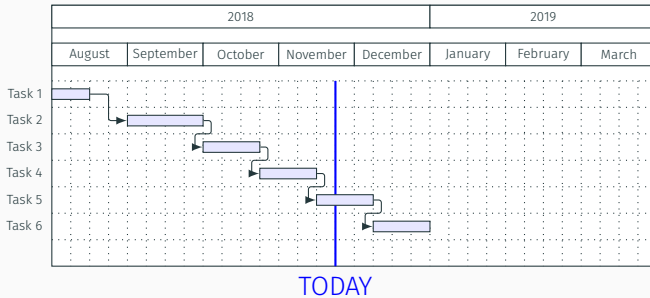 2018 2019
August September October November December January February March
Task 1
Task 2
Task 3
Task 4
Task 5
Task 6
TODAY